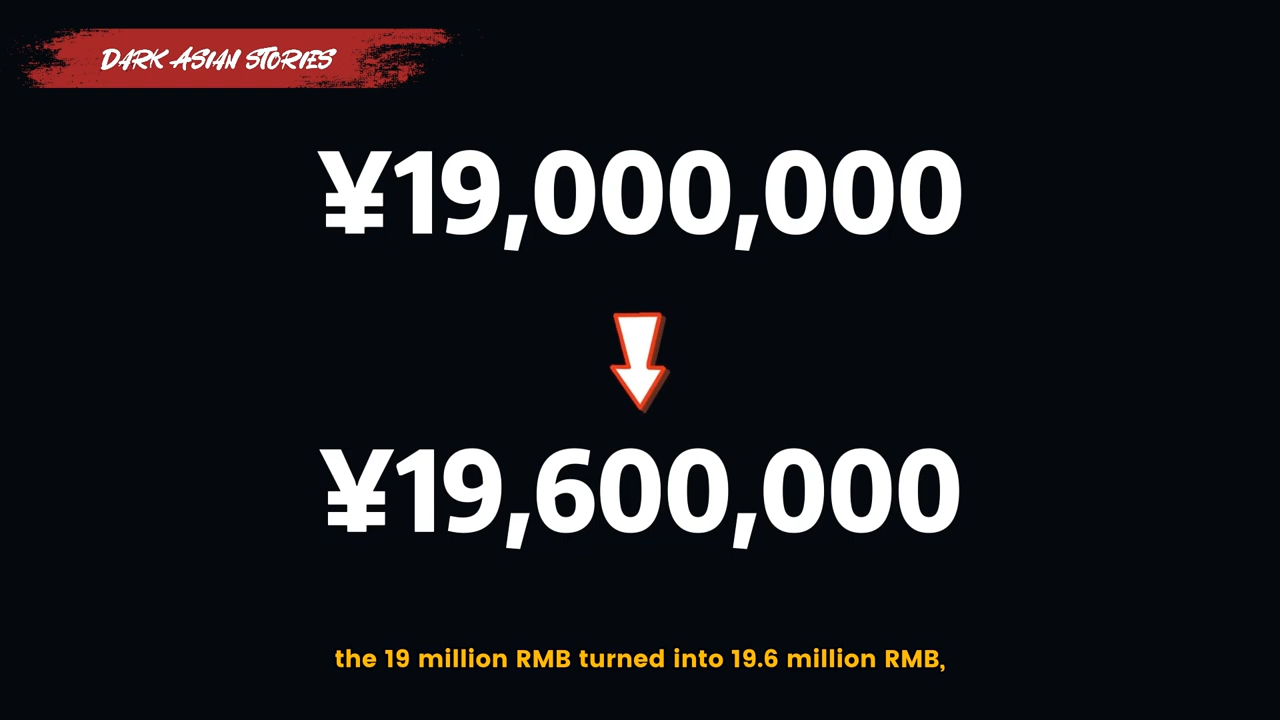 DARK ASIAN STORIES
¥19,000,000
¥19,600,000
the 19 million RMB turned into 19.6 million RMB,